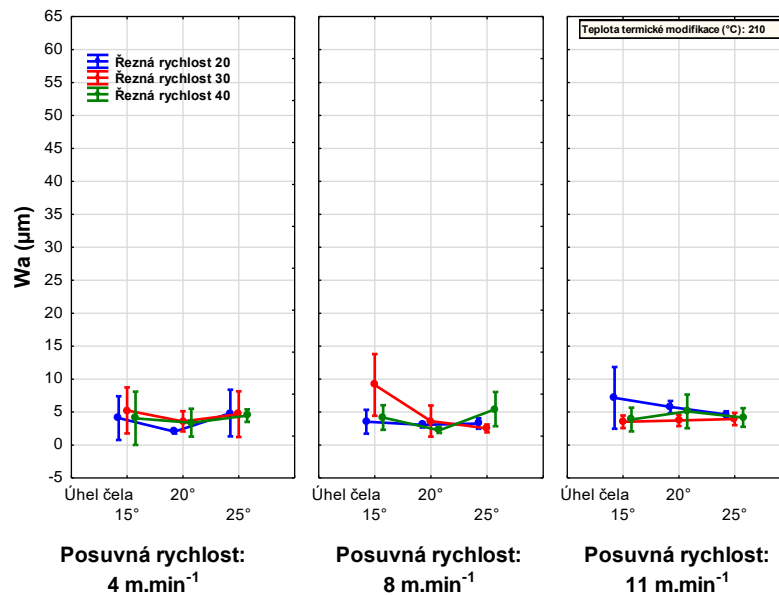 Teplota termické modifikace (°C): 210
Řezná rychlost 20
Řezná rychlost 30
Řezná rychlost 40
Wa (µm)
65
60
55
50
45
40
35
30
25
20
15
10
5
0
-5
Úhel čela 20°
15° 25°
Úhel čela 20°
15° 25°
Úhel čela 20°
15° 25°
Posuvná rychlost:
4 m.min⁻¹
Posuvná rychlost:
8 m.min⁻¹
Posuvná rychlost:
11 m.min⁻¹